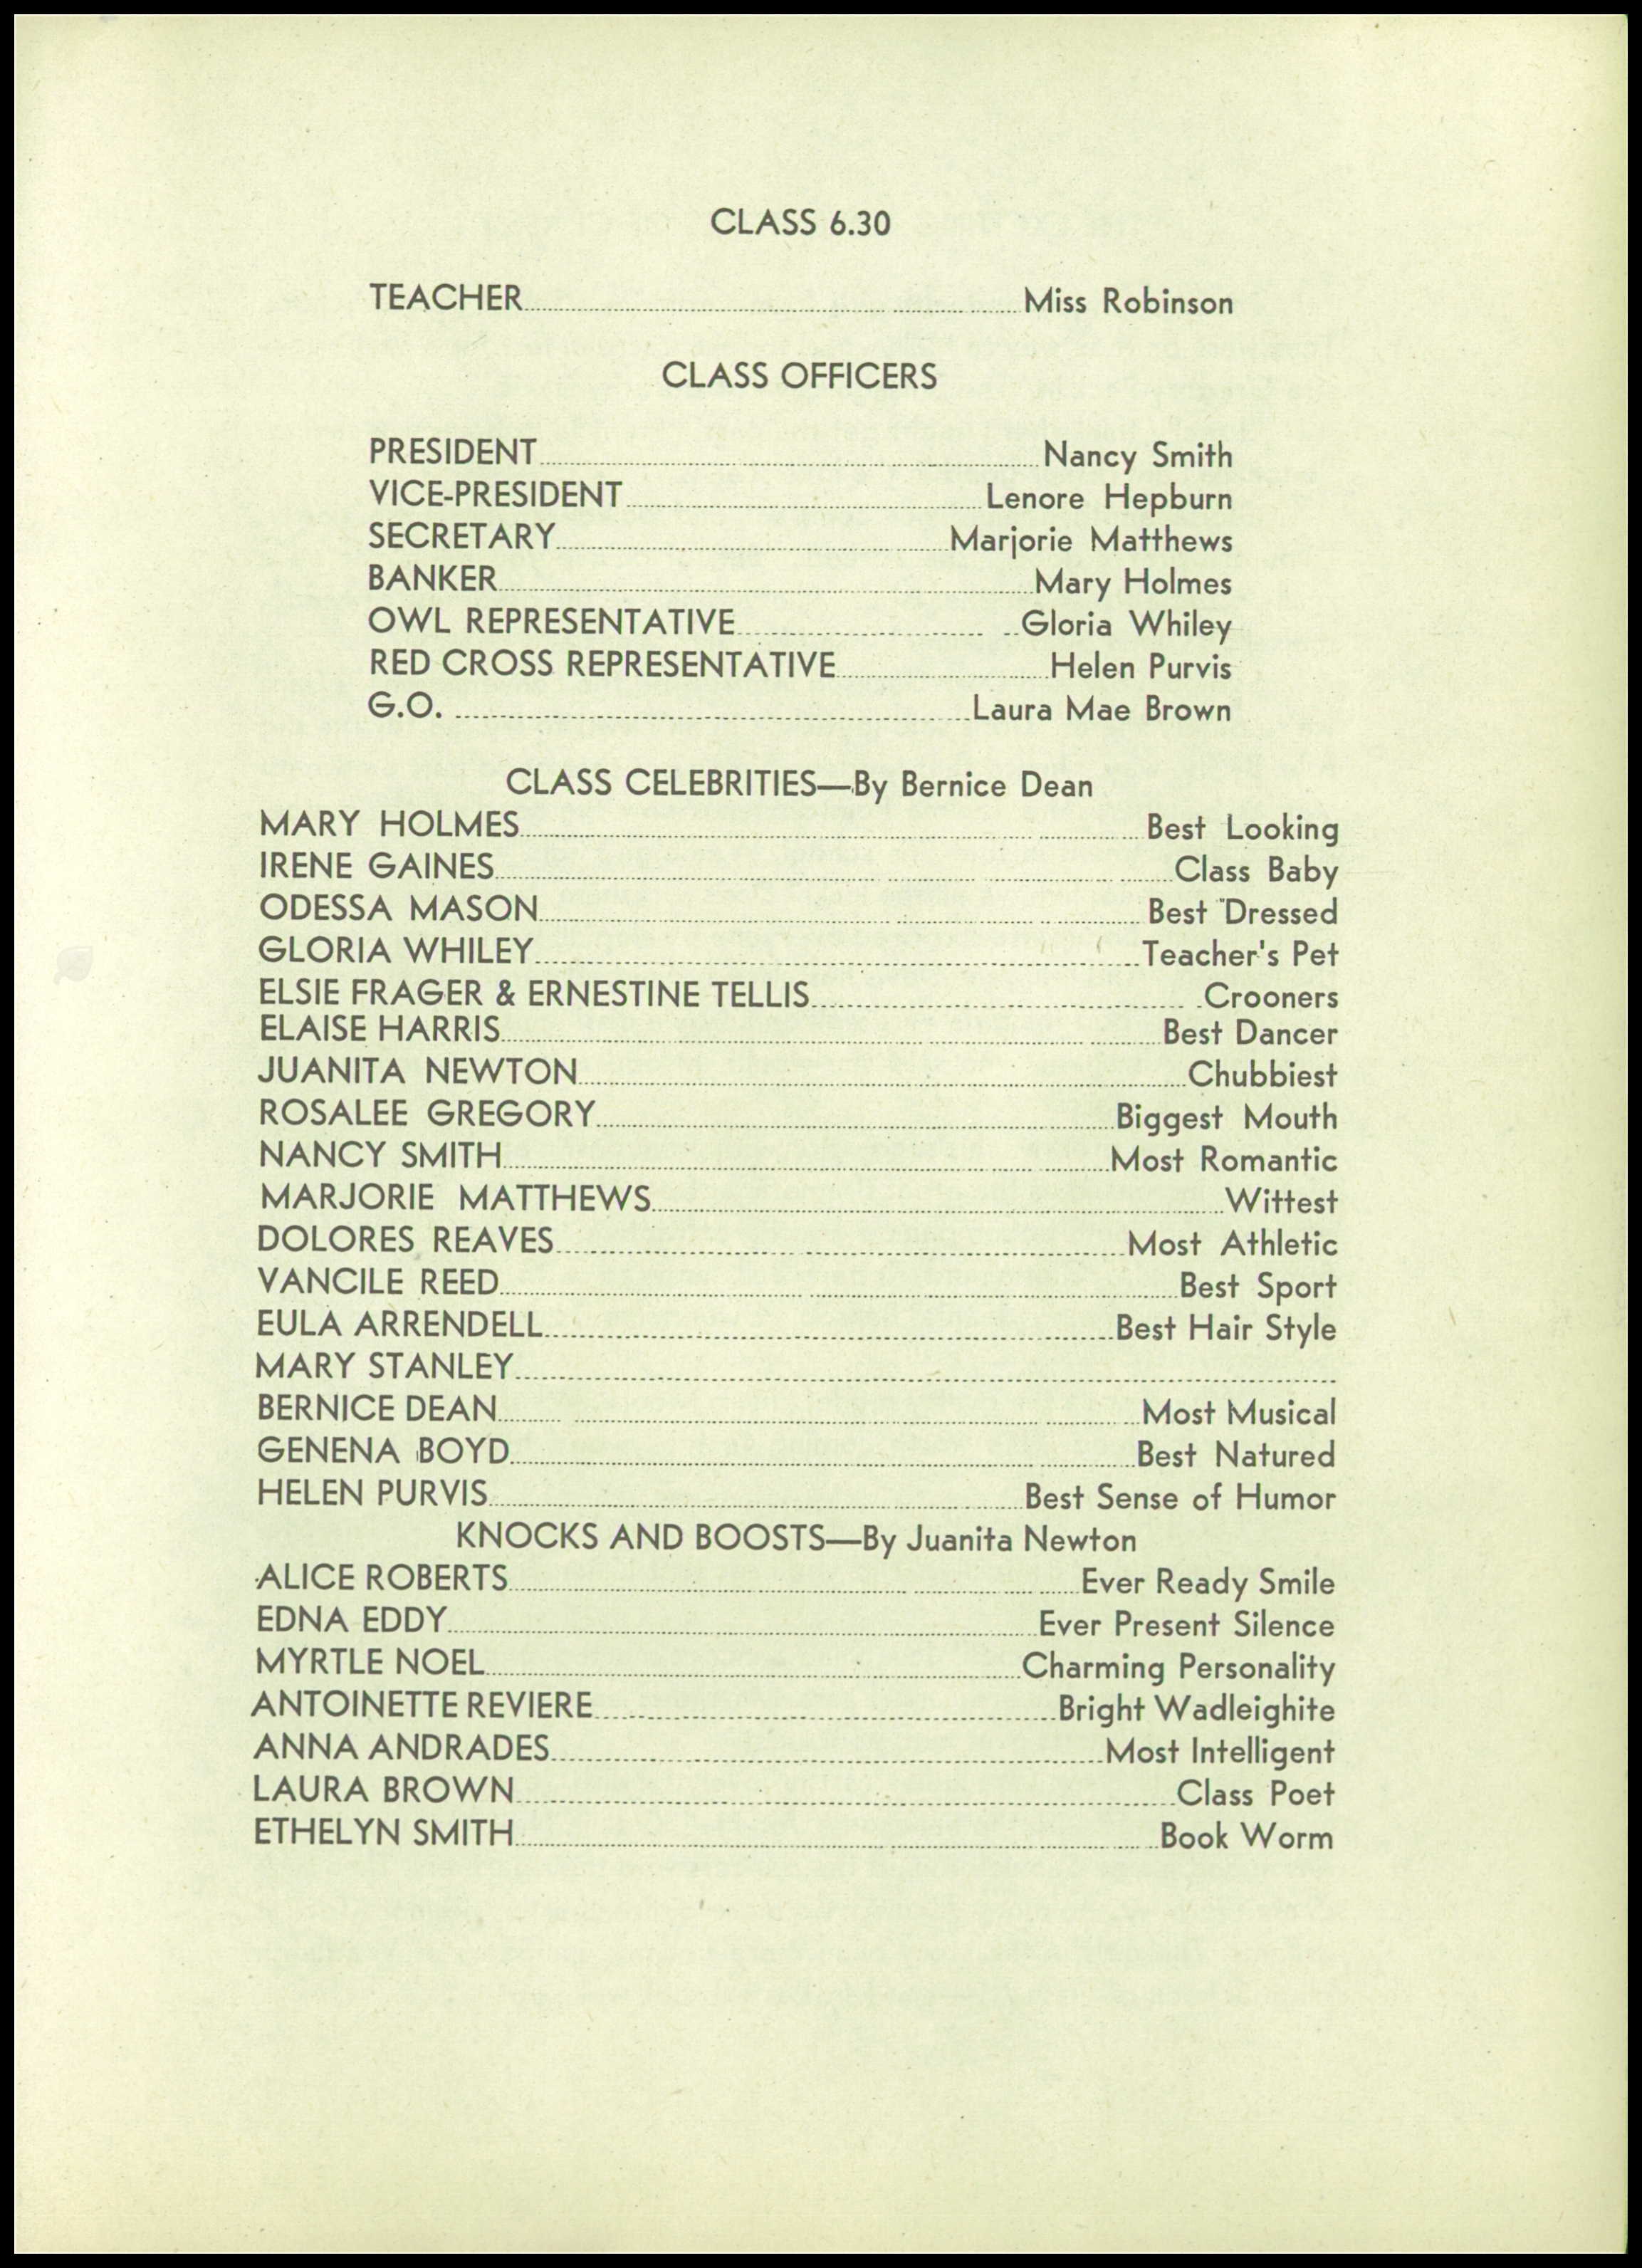 CLASS 6.30
TEACHER Miss Robinson
CLASS OFFICERS
PRESIDENT Nancy Smith
VICE-PRESIDENT Lenore Hepburn
SECRETARY Marjorie Matthews
BANKER Mary Holmes
OWL REPRESENTATIVE Gloria Whiley
RED CROSS REPRESENTATIVE Helen Purvis
G.O. Laura Mae Brown
CLASS CELEBRITIES—By Bernice Dean
MARY HOLMES Best Looking
IRENE GAINES Class Baby
ODESSA MASON Best Dressed
GLORIA WHILEY Teacher's Pet
ELSIE FRAGER & ERNESTINE TELLIS Crooners
ELAISE HARRIS Best Dancer
JUANITA NEWTON Chubbiest
ROSALEE GREGORY Biggest Mouth
NANCY SMITH Most Romantic
MARJORIE MATTHEWS Wittest
DOLORES REAVES Most Athletic
VANCILE REED Best Sport
EULA ARRENDELL Best Hair Style
MARY STANLEY
BERNICE DEAN Most Musical
GENENA BOYD Best Natured
HELEN PURVIS Best Sense of Humor
KNOCKS AND BOOSTS—By Juanita Newton
ALICE ROBERTS Ever Ready Smile
EDNA EDDY Ever Present Silence
MYRTLE NOEL Charming Personality
ANTOINETTE REVIERE Bright Wadleighite
ANNA ANDRADES Most Intelligent
LAURA BROWN Class Poet
ETHELYN SMITH Book Worm